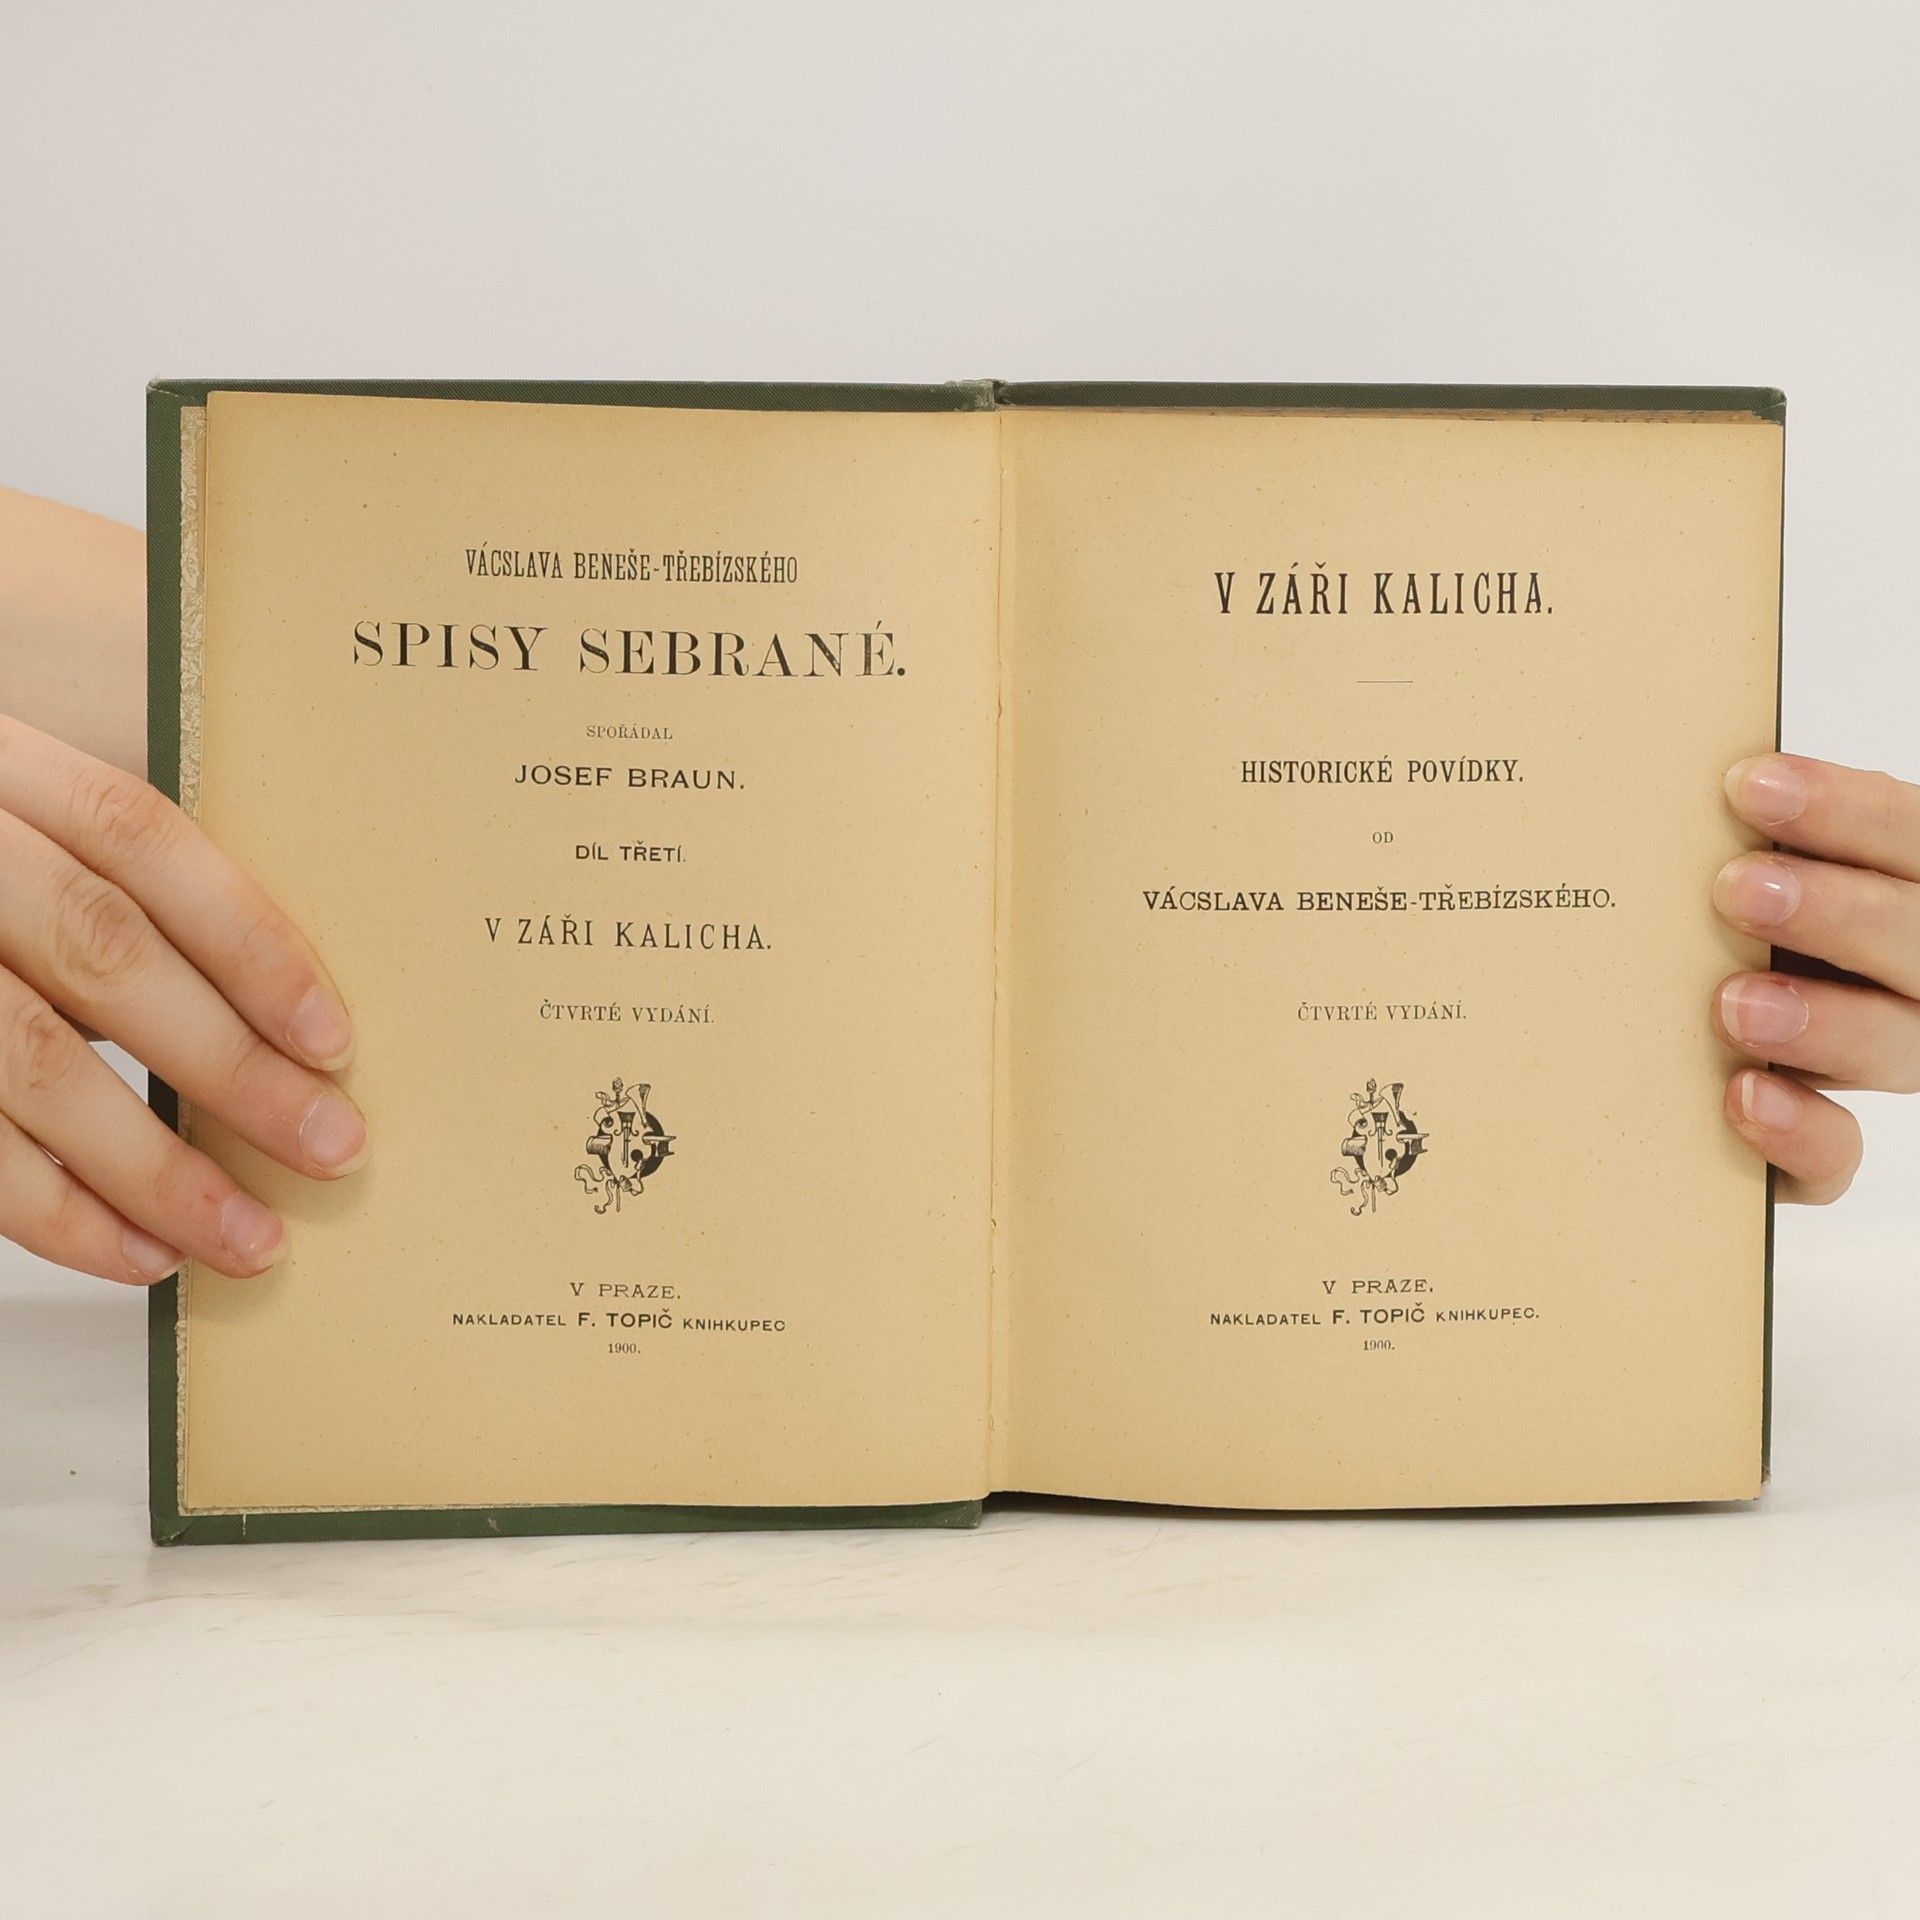 VÁCSLAVA BENEŠE-TŘEBÍZSKÉHO
SPISY SEBRANÉ.
SPOŘÁDAL
JOSEF BRAUN.
DÍL TŘETÍ.
V ZÁŘI KALICHA.
ČTVRTÉ VYDÁNÍ.
V PRAZE.
NAKLADATEL F. TOPIČ KNIHKUPEC
1900.
V ZÁŘI KALICHA.
HISTORICKÉ POVÍDKY.
OD
VÁCSLAVA BENEŠE-TŘEBÍZSKÉHO.
ČTVRTÉ VYDÁNÍ.
V PRAZE.
NAKLADATEL F. TOPIČ KNIHKUPEC.
1900.